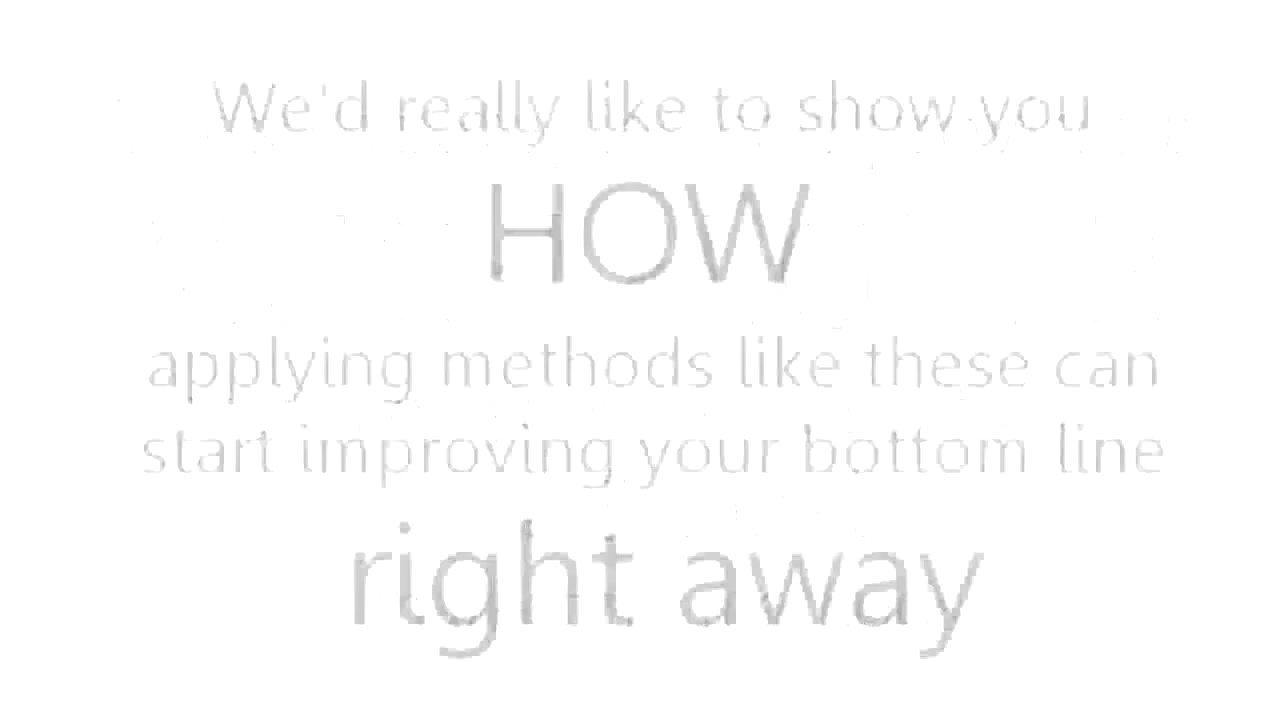 We'd really like to show you
HOW
applying methods like these can
start improving your bottom line
right away